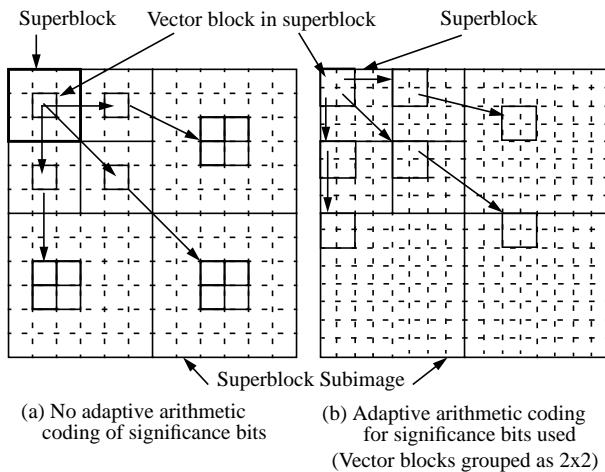 Superblock
Vector block in superblock
Superblock
Superblock Subimage
(a) No adaptive arithmetic
coding of significance bits
(b) Adaptive arithmetic coding
for significance bits used
(Vector blocks grouped as 2x2)